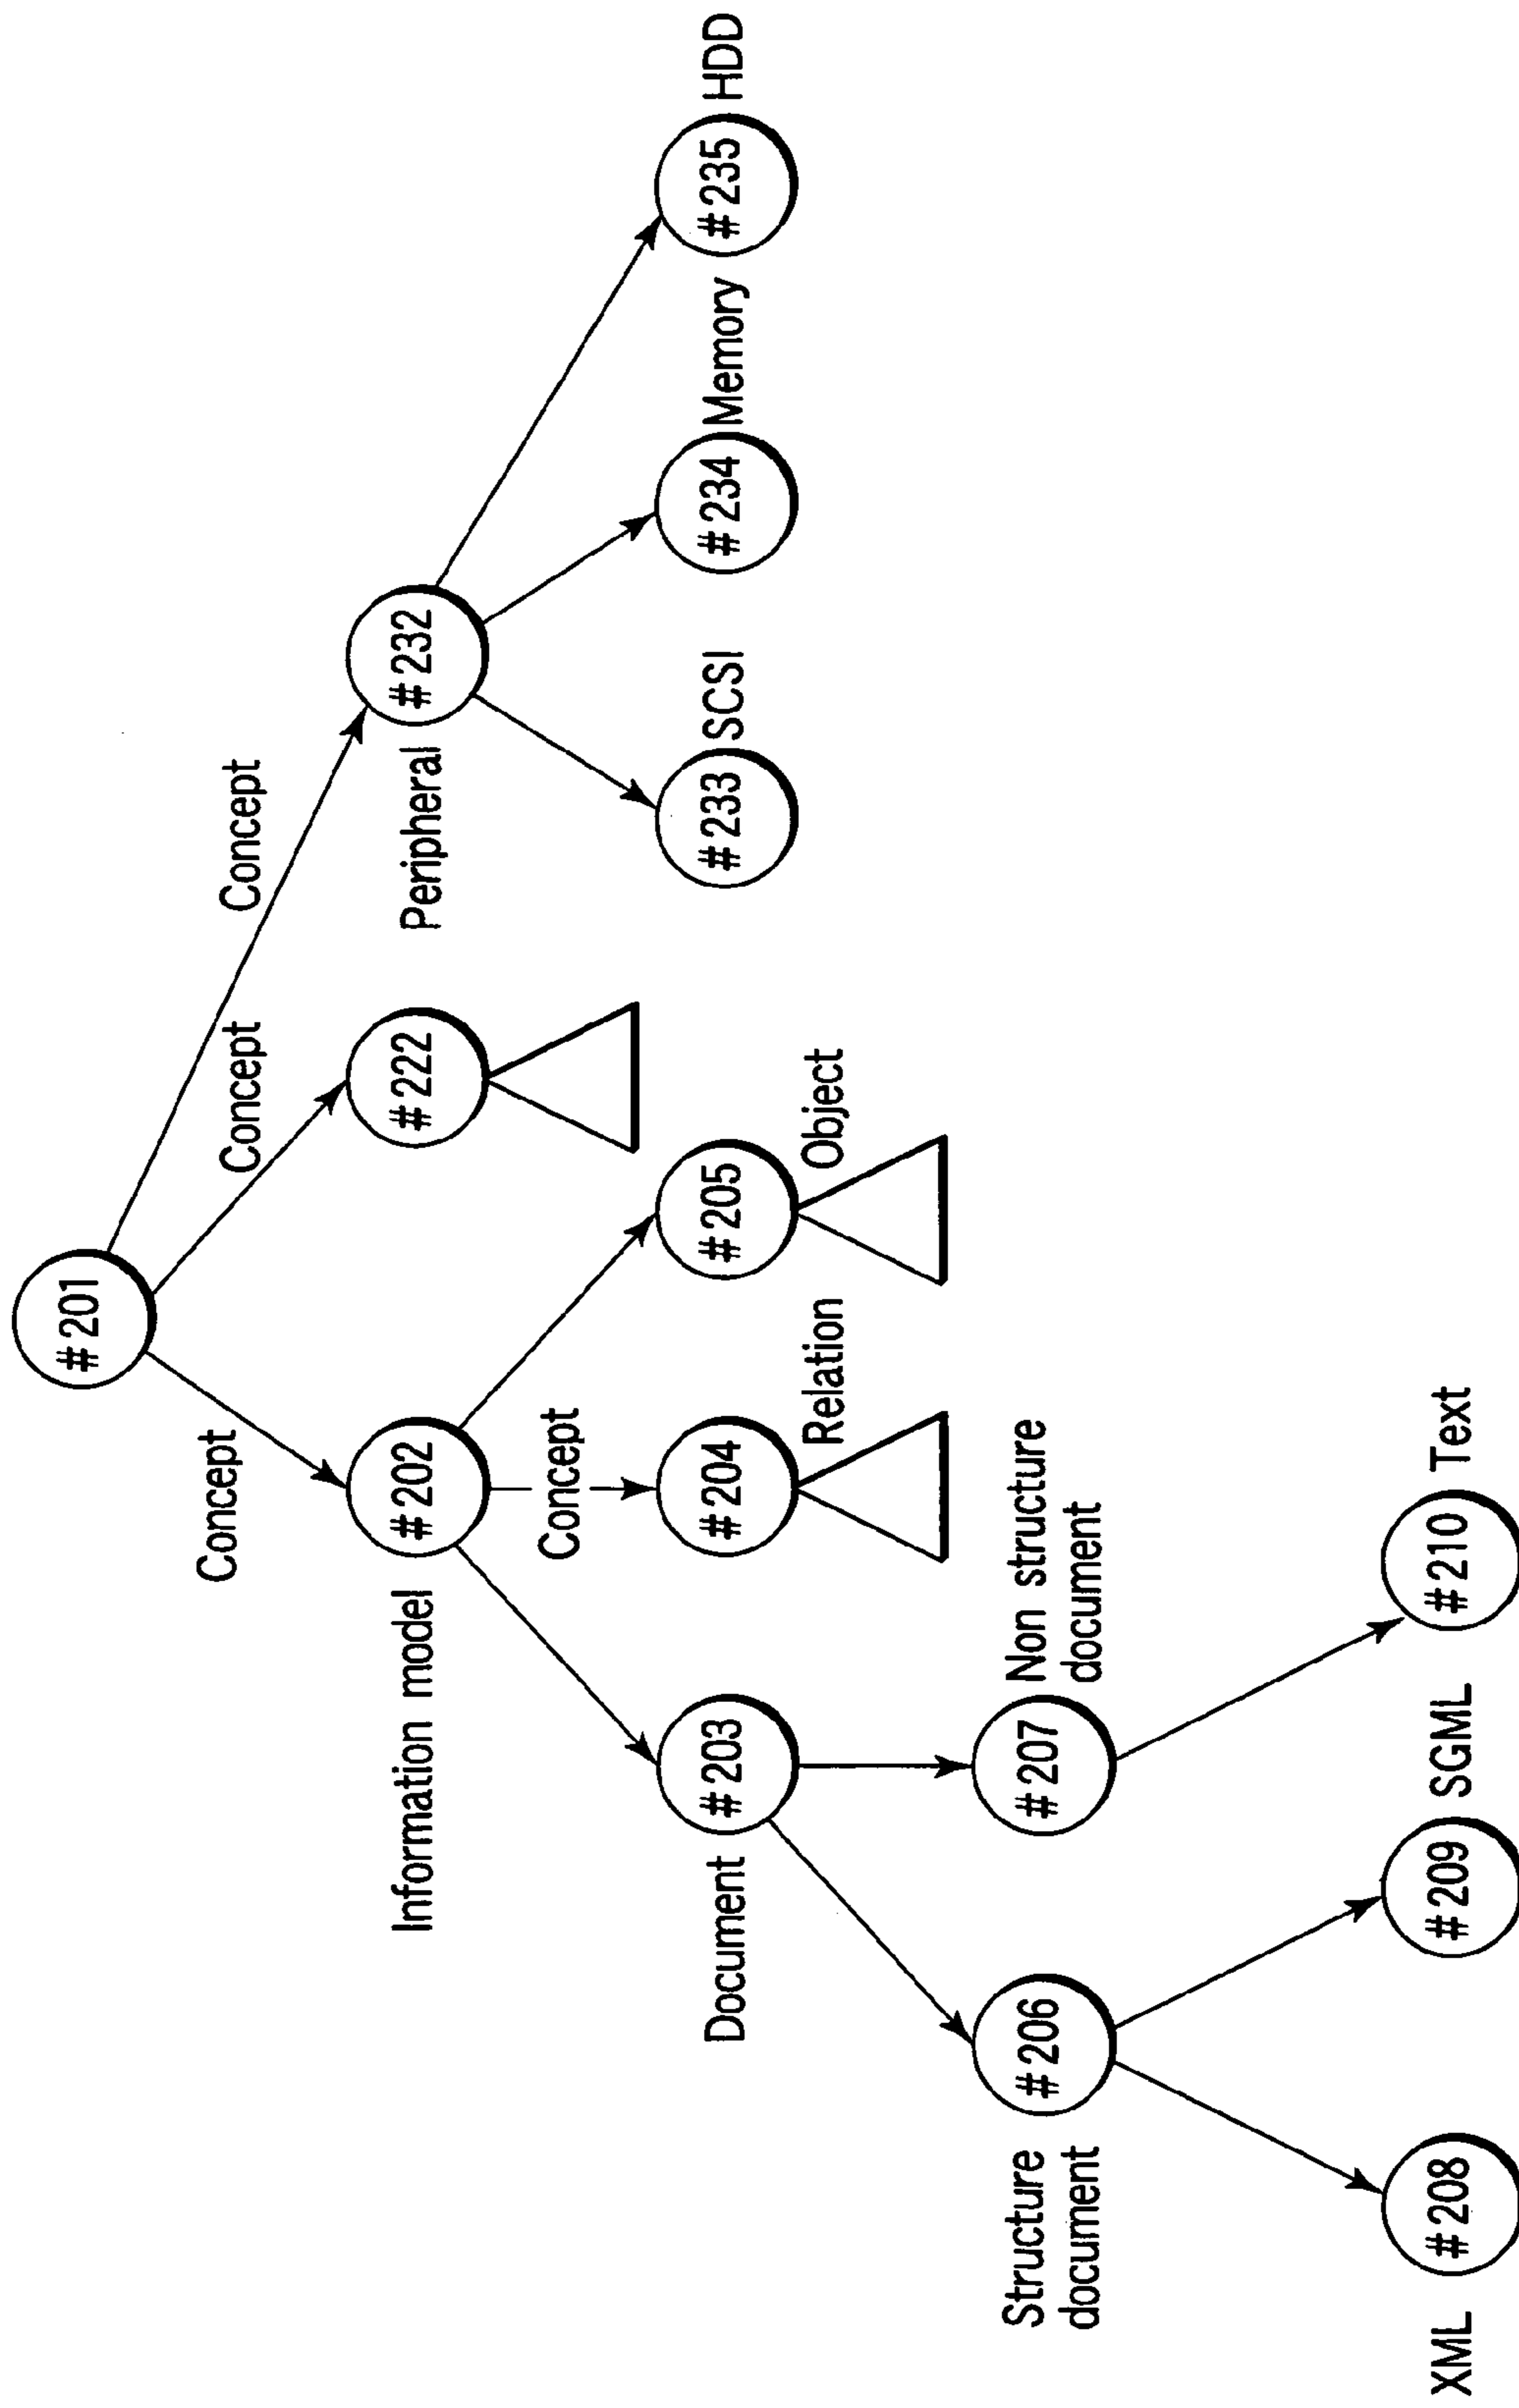 #201
Concept
Concept
Concept
Information model
#202
#222
Peripheral
#232
Concept
Document
#203
#204
#205
#233
SCSI
#234
Memory
#235
HDD
Relation
Object
Structure
document
#206
#207
Non structure
document
XML
#208
#209
SGML
#210
Text